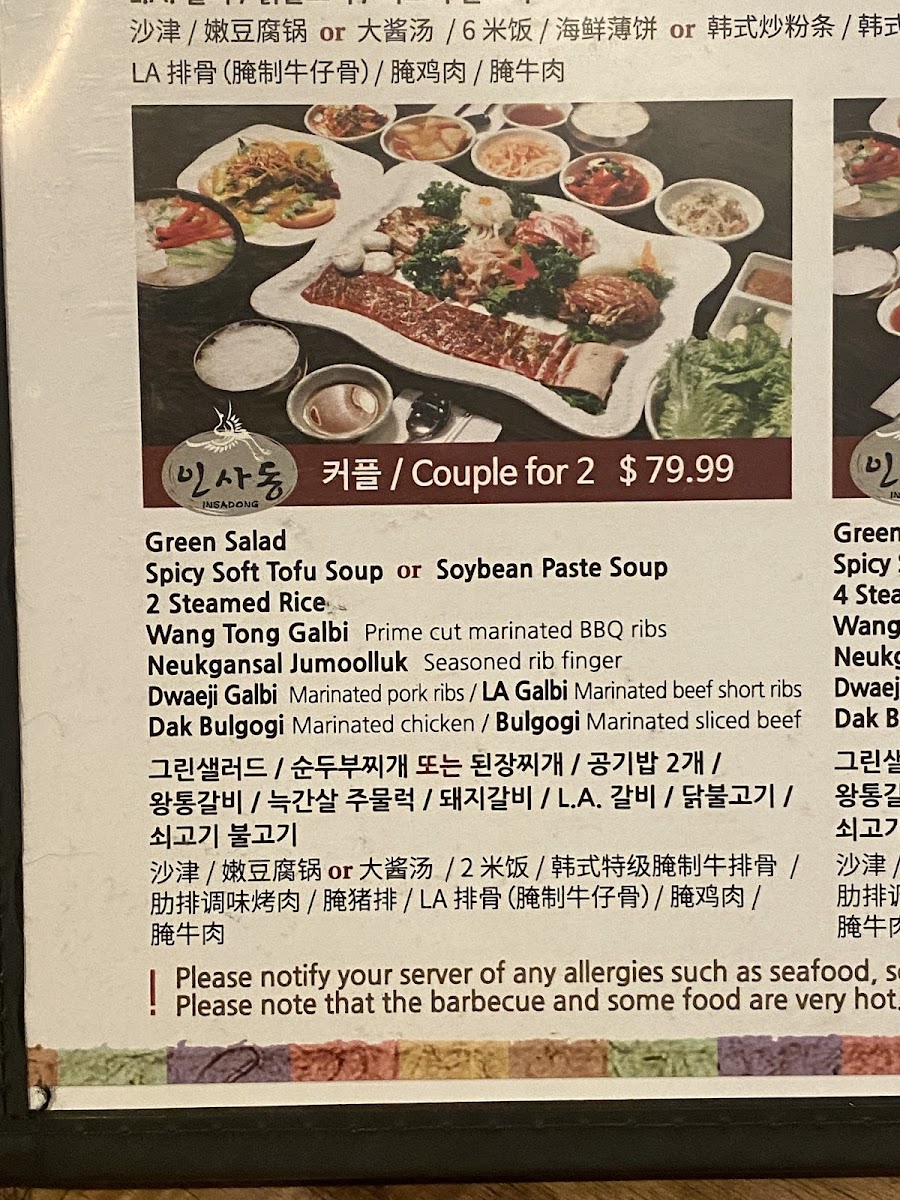 沙津 / 嫩豆腐锅 or 大酱汤 / 6 米饭 / 海鲜薄饼 or 韩式炒粉条 / 韩式
LA 排骨 (腌制牛仔骨) / 腌鸡肉 / 腌牛肉
인사동
INSADONG
커플 / Couple for 2 $ 79.99
Green Salad
Spicy Soft Tofu Soup or Soybean Paste Soup
2 Steamed Rice
Wang Tong Galbi Prime cut marinated BBQ ribs
Neukgansal Jumoolluk Seasoned rib finger
Dwaeji Galbi Marinated pork ribs / LA Galbi Marinated beef short ribs
Dak Bulgogi Marinated chicken / Bulgogi Marinated sliced beef
그린샐러드 / 순두부찌개 또는 된장찌개 / 공기밥 2개 /
왕통갈비 / 늑간살 주물럭 / 돼지갈비 / L.A. 갈비 / 닭불고기 /
쇠고기 불고기
沙津 / 嫩豆腐锅 or 大酱汤 / 2 米饭 / 韩式特级腌制牛排骨 /
肋排调味烤肉 / 腌猪排 / LA 排骨 (腌制牛仔骨) / 腌鸡肉 /
腌牛肉
! Please notify your server of any allergies such as seafood,
Please note that the barbecue and some food are very hot.
Green
Spicy
4 Stea
Wang
Neukg
Dwaej
Dak B
그린샐
왕통갈
쇠고기
沙津 /
肋排调
腌牛肉